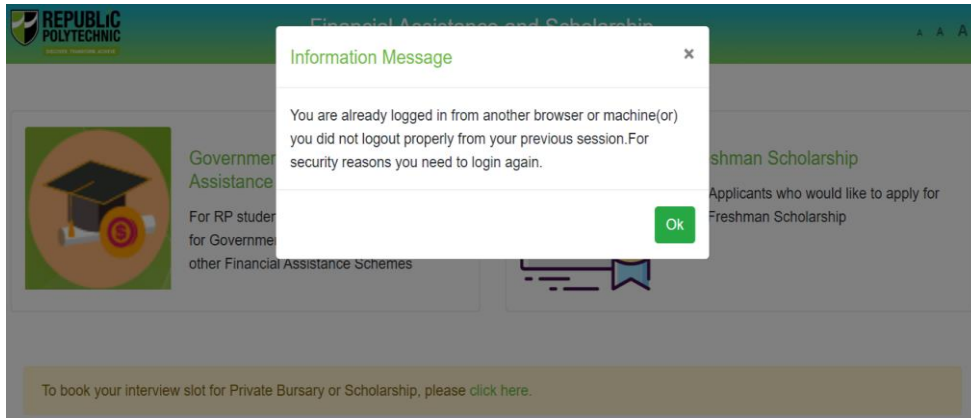 REPUBLIC
POLYTECHNIC
Financial Assistance and Scholarship
A A A
Information Message
×
You are already logged in from another browser or machine(or)
you did not logout properly from your previous session.For
security reasons you need to login again.
Ok
Governmen
Assistance
For RP studen
for Governmen
other Financial Assistance Schemes
shman Scholarship
Applicants who would like to apply for
Freshman Scholarship
To book your interview slot for Private Bursary or Scholarship, please click here.